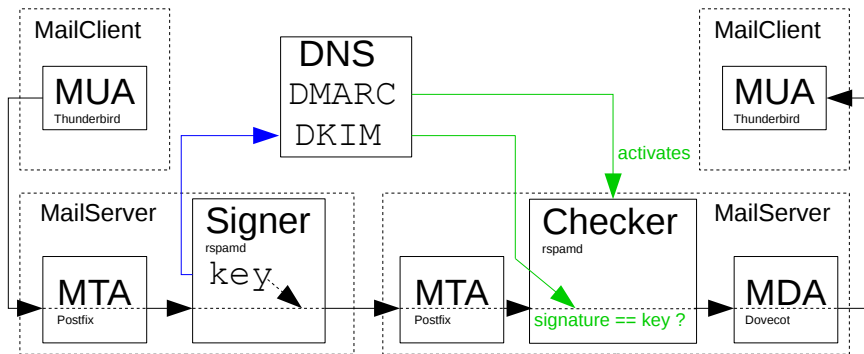 MailClient
MUA
Thunderbird
DNS
DMARC
DKIM
MailClient
MUA
Thunderbird
activates
MailServer
Signer
rspamd
key
MTA
Postfix
MTA
Postfix
Checker
rspamd
signature == key ?
MailServer
MDA
Dovecot